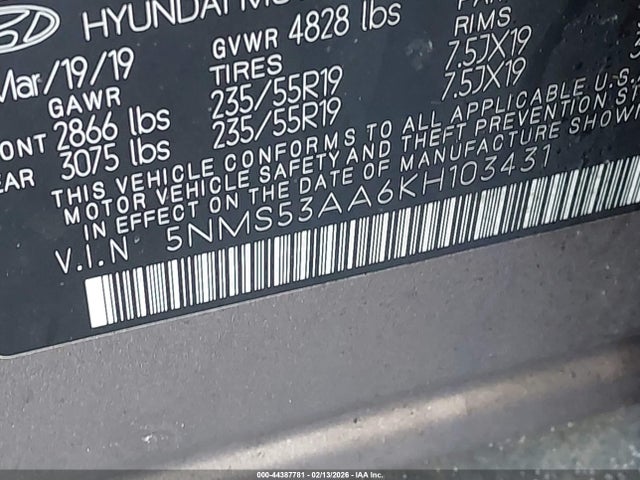 HYUNDAI
Mar/19/19
GVWR 4828 lbs
GAWR TIRES RIMS
2866 lbs 235/55R19 7.5JX19
3075 lbs 235/55R19 7.5JX19
THIS VEHICLE CONFORMS TO ALL APPLICABLE U.S.
MOTOR VEHICLE SAFETY AND THEFT PREVENTION
IN EFFECT ON THE DATE OF MANUFACTURE SHOWN
V.I.N 5NMS53AA6KH103431
000-44387781 - 02/13/2026 - IAA Inc.